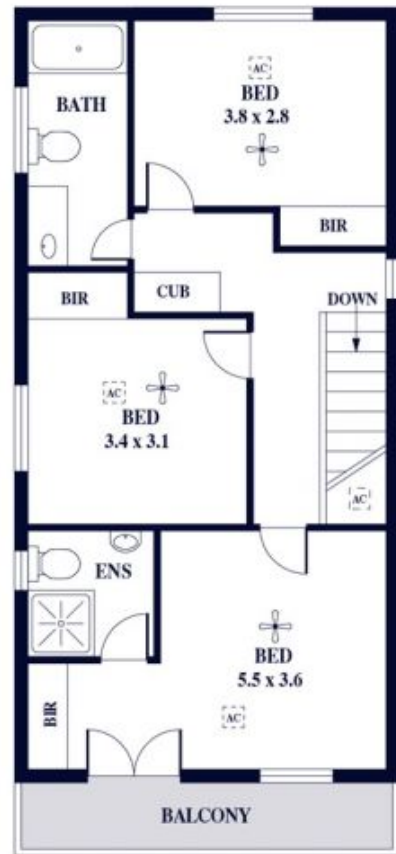 AC
BED
3.8 x 2.8
BATH
BIR
CUB
BIR
DOWN
AC
BED
3.4 x 3.1
AC
ENS
BED
5.5 x 3.6
BIR
AC
BALCONY